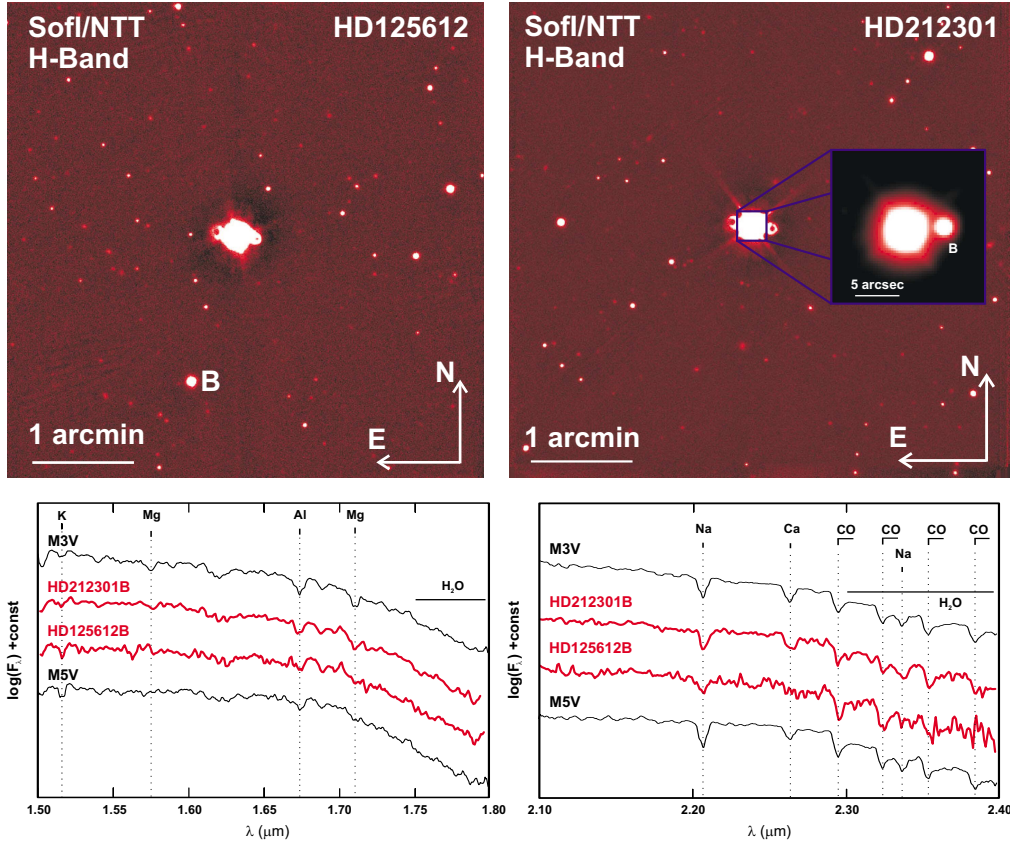 SofI/NTT
H-Band
HD125612
B
N
E
1 arcmin
SofI/NTT
H-Band
HD212301
B
5 arcsec
N
E
1 arcmin
K
Mg
Al
Mg
M3V
HD212301B
HD125612B
M5V
H₂O
log(Fλ) +const
1.50 1.55 1.60 1.65 1.70 1.75 1.80
λ (μm)
Na
Ca
CO
CO
Na
CO
CO
M3V
HD212301B
HD125612B
M5V
H₂O
log(Fλ) +const
2.10 2.20 2.30 2.40
λ (μm)